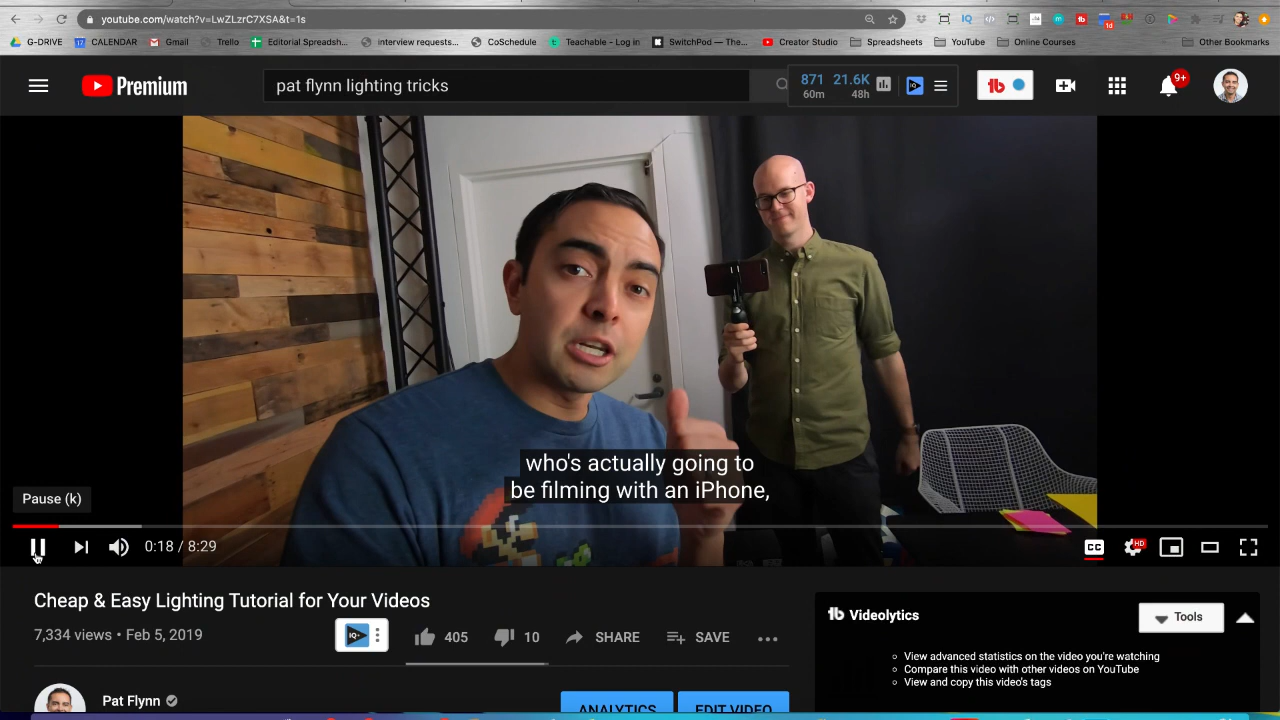 youtube.com/watch?v=LwZLzrC7XSA&t=1s
G-DRIVE CALENDAR Gmail Trello Editorial Spreadsh... interview requests... CoSchedule Teachable - Log in SwitchPod — The... Creator Studio Spreadsheets YouTube Online Courses Other Bookmarks
Premium
pat flynn lighting tricks
871 21.6K
60m 48h
IQ
tb
9+
who's actually going to
be filming with an iPhone,
Pause (k)
0:18 / 8:29
CC
HD
Cheap & Easy Lighting Tutorial for Your Videos
7,334 views • Feb 5, 2019
IQ+
405
10
SHARE
SAVE
tb Videolytics
Tools
View advanced statistics on the video you're watching
Compare this video with other videos on YouTube
View and copy this video's tags
Pat Flynn
ANALYTICS
EDIT VIDEO